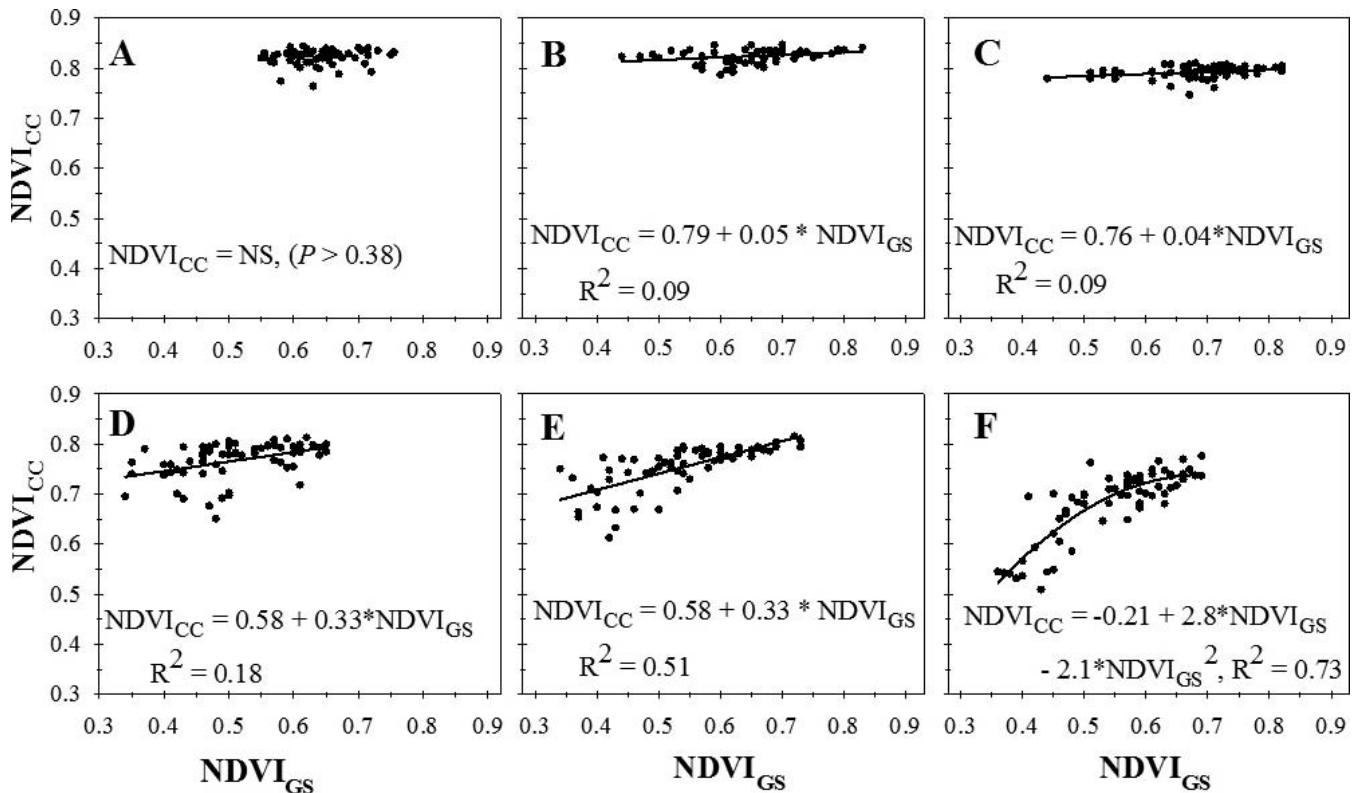 A
NDVI_CC
0.9
0.8
0.7
0.6
0.5
0.4
0.3
NDVI_CC = NS, (P > 0.38)
0.3 0.4 0.5 0.6 0.7 0.8 0.9
B
NDVI_CC = 0.79 + 0.05 * NDVI_GS
R² = 0.09
0.3 0.4 0.5 0.6 0.7 0.8 0.9
C
NDVI_CC = 0.76 + 0.04*NDVI_GS
R² = 0.09
0.3 0.4 0.5 0.6 0.7 0.8 0.9
D
NDVI_CC
0.9
0.8
0.7
0.6
0.5
0.4
0.3
NDVI_CC = 0.58 + 0.33*NDVI_GS
R² = 0.18
0.3 0.4 0.5 0.6 0.7 0.8 0.9
NDVI_GS
E
NDVI_CC = 0.58 + 0.33 * NDVI_GS
R² = 0.51
0.3 0.4 0.5 0.6 0.7 0.8 0.9
NDVI_GS
F
NDVI_CC = -0.21 + 2.8*NDVI_GS
- 2.1*NDVI_GS², R² = 0.73
0.3 0.4 0.5 0.6 0.7 0.8 0.9
NDVI_GS